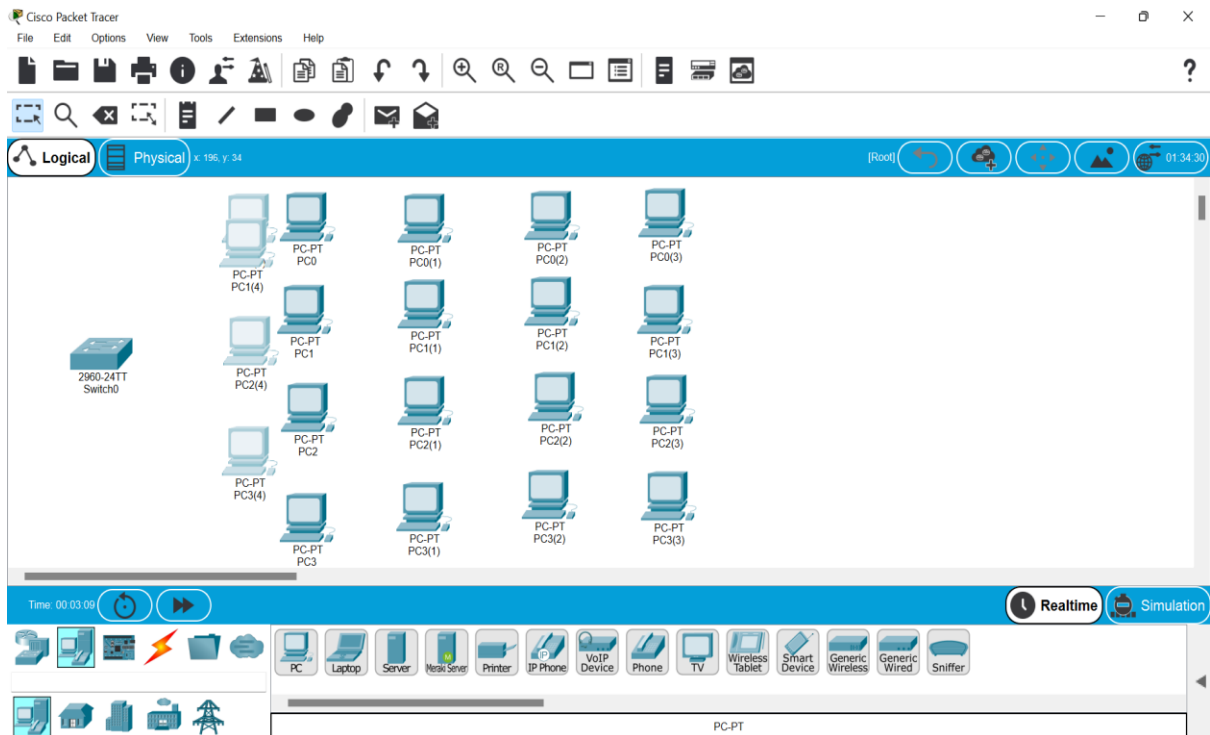 Cisco Packet Tracer
File Edit Options View Tools Extensions Help
?
Logical Physical x: 196, y: 34 [Root] 01:34:30
PC-PT
PC0
PC-PT
PC0(1)
PC-PT
PC0(2)
PC-PT
PC0(3)
PC-PT
PC1(4)
PC-PT
PC1
PC-PT
PC1(1)
PC-PT
PC1(2)
PC-PT
PC1(3)
2960-24TT
Switch0
PC-PT
PC2(4)
PC-PT
PC2
PC-PT
PC2(1)
PC-PT
PC2(2)
PC-PT
PC2(3)
PC-PT
PC3(4)
PC-PT
PC3
PC-PT
PC3(1)
PC-PT
PC3(2)
PC-PT
PC3(3)
Time: 00:03:09 Realtime Simulation
PC Laptop Server Meraki Server Printer IP Phone VoIP Device Phone TV Wireless Tablet Smart Device Generic Wireless Generic Wired Sniffer
PC-PT